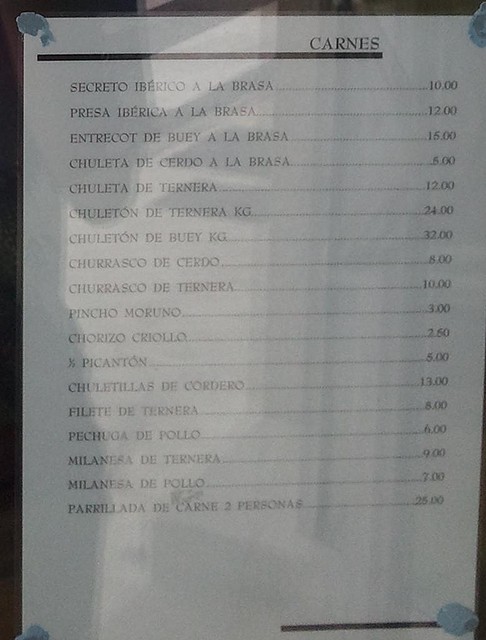 CARNES
SECRETO IBÉRICO A LA BRASA 10.00
PRESA IBÉRICA A LA BRASA 12.00
ENTRECOT DE BUEY A LA BRASA 15.00
CHULETA DE CERDO A LA BRASA 5.00
CHULETA DE TERNERA 12.00
CHULETÓN DE TERNERA KG 24.00
CHULETÓN DE BUEY KG 32.00
CHURRASCO DE CERDO 8.00
CHURRASCO DE TERNERA 10.00
PINCHO MORUNO 3.00
CHORIZO CRIOLLO 2.50
½ PICANTÓN 5.00
CHULETILLAS DE CORDERO 13.00
FILETE DE TERNERA 8.00
PECHUGA DE POLLO 6.00
MILANESA DE TERNERA 9.00
MILANESA DE POLLO 7.00
PARRILLADA DE CARNE 2 PERSONAS 25.00